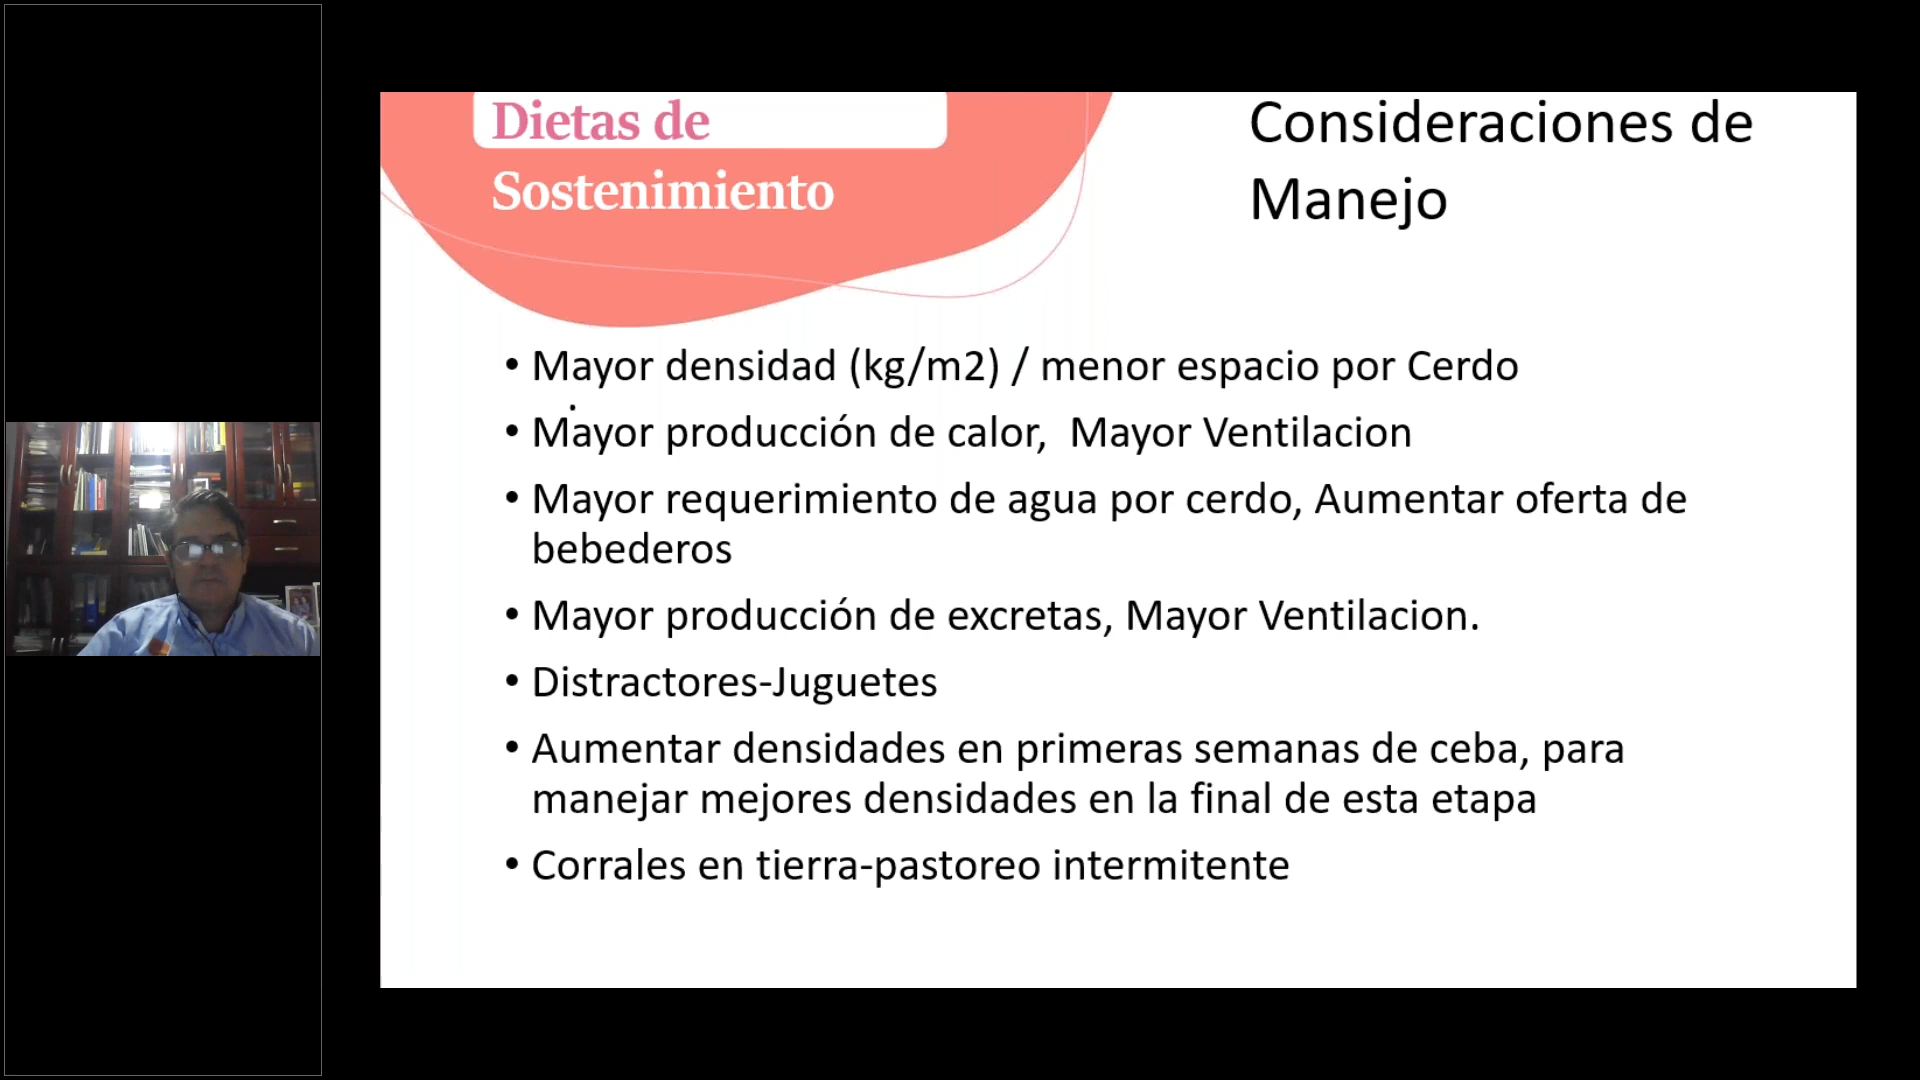 Dietas de
Sostenimiento
Consideraciones de
Manejo
• Mayor densidad (kg/m2) / menor espacio por Cerdo
• Mayor producción de calor,  Mayor Ventilacion
• Mayor requerimiento de agua por cerdo, Aumentar oferta de
bebederos
• Mayor producción de excretas, Mayor Ventilacion.
• Distractores-Juguetes
• Aumentar densidades en primeras semanas de ceba, para
manejar mejores densidades en la final de esta etapa
• Corrales en tierra-pastoreo intermitente